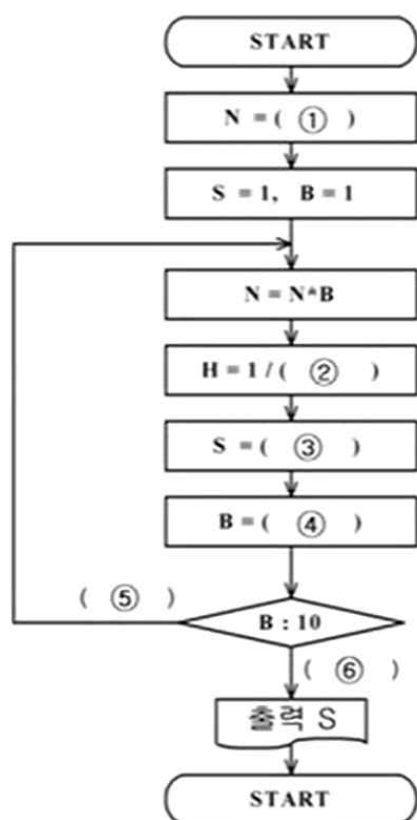 START
N = ( ① )
S = 1, B = 1
N = N*B
H = 1 / ( ② )
S = ( ③ )
B = ( ④ )
( ⑤ )
B : 10
( ⑥ )
출력 S
START